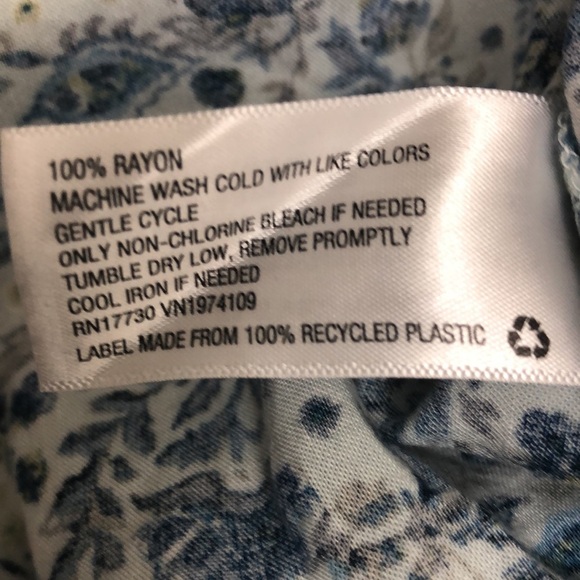 100% RAYON
MACHINE WASH COLD WITH LIKE COLORS
GENTLE CYCLE
ONLY NON-CHLORINE BLEACH IF NEEDED
TUMBLE DRY LOW, REMOVE PROMPTLY
COOL IRON IF NEEDED
RN17730 VN1974109
LABEL MADE FROM 100% RECYCLED PLASTIC